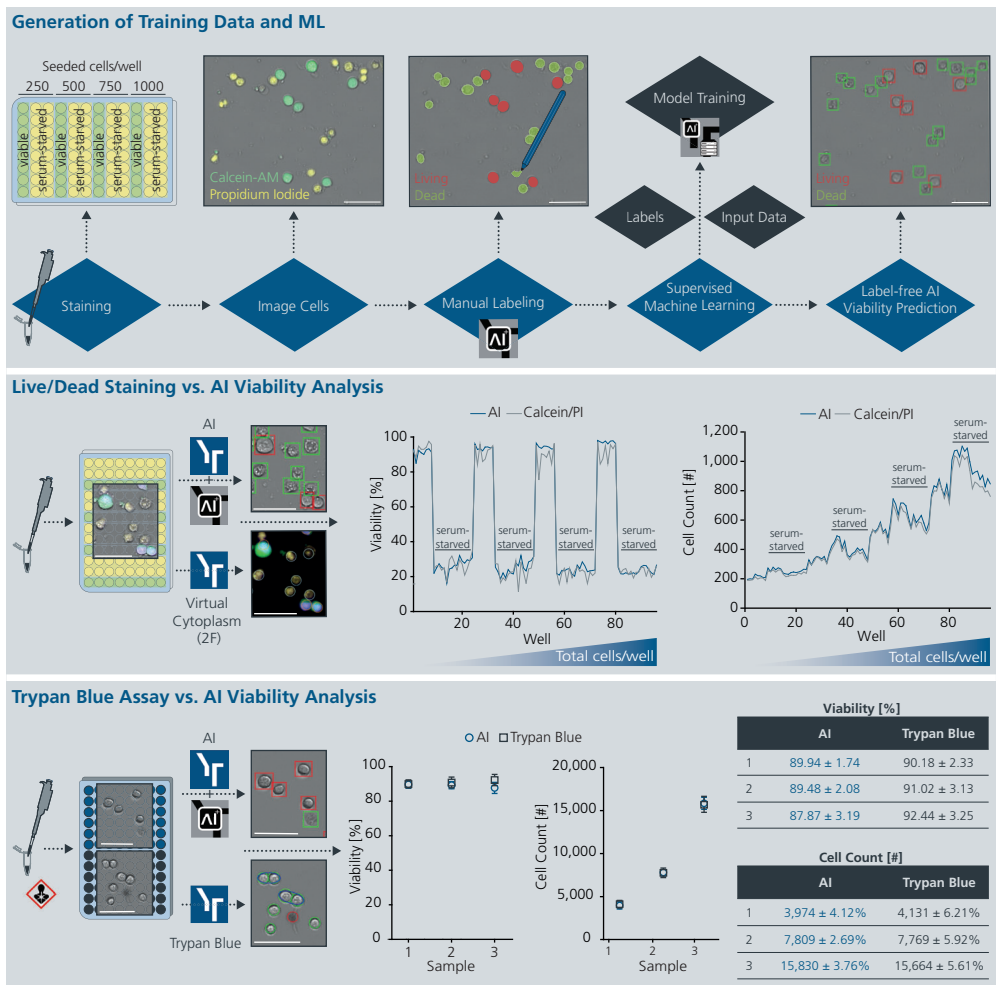 Generation of Training Data and ML
Seeded cells/well
250 500 750 1000
viable serum-starved viable serum-starved viable serum-starved viable serum-starved
Calcein-AM
Propidium Iodide
Living
Dead
Model Training
AI
Labels
Input Data
Living
Dead
Staining
Image Cells
Manual Labeling
AI
Supervised
Machine Learning
Label-free AI
Viability Prediction
Live/Dead Staining vs. AI Viability Analysis
AI
+
AI
Virtual
Cytoplasm
(2F)
AI Calcein/PI
Viability [%]
100
80
60
40
20
0
serum-
starved
serum-
starved
serum-
starved
serum-
starved
20 40 60 80
Well
Total cells/well
AI Calcein/PI
Cell Count [#]
1,200
1,000
800
600
400
200
0
serum-
starved
serum-
starved
serum-
starved
serum-
starved
0 20 40 60 80
Well
Total cells/well
Trypan Blue Assay vs. AI Viability Analysis
AI
+
AI
Trypan Blue
AI Trypan Blue
Viability [%]
100
80
60
40
20
0
1 2 3
Sample
Cell Count [#]
20,000
15,000
10,000
5,000
0
1 2 3
Sample
Viability [%]
AI Trypan Blue
1 89.94 ± 1.74 90.18 ± 2.33
2 89.48 ± 2.08 91.02 ± 3.13
3 87.87 ± 3.19 92.44 ± 3.25
Cell Count [#]
AI Trypan Blue
1 3,974 ± 4.12% 4,131 ± 6.21%
2 7,809 ± 2.69% 7,769 ± 5.92%
3 15,830 ± 3.76% 15,664 ± 5.61%